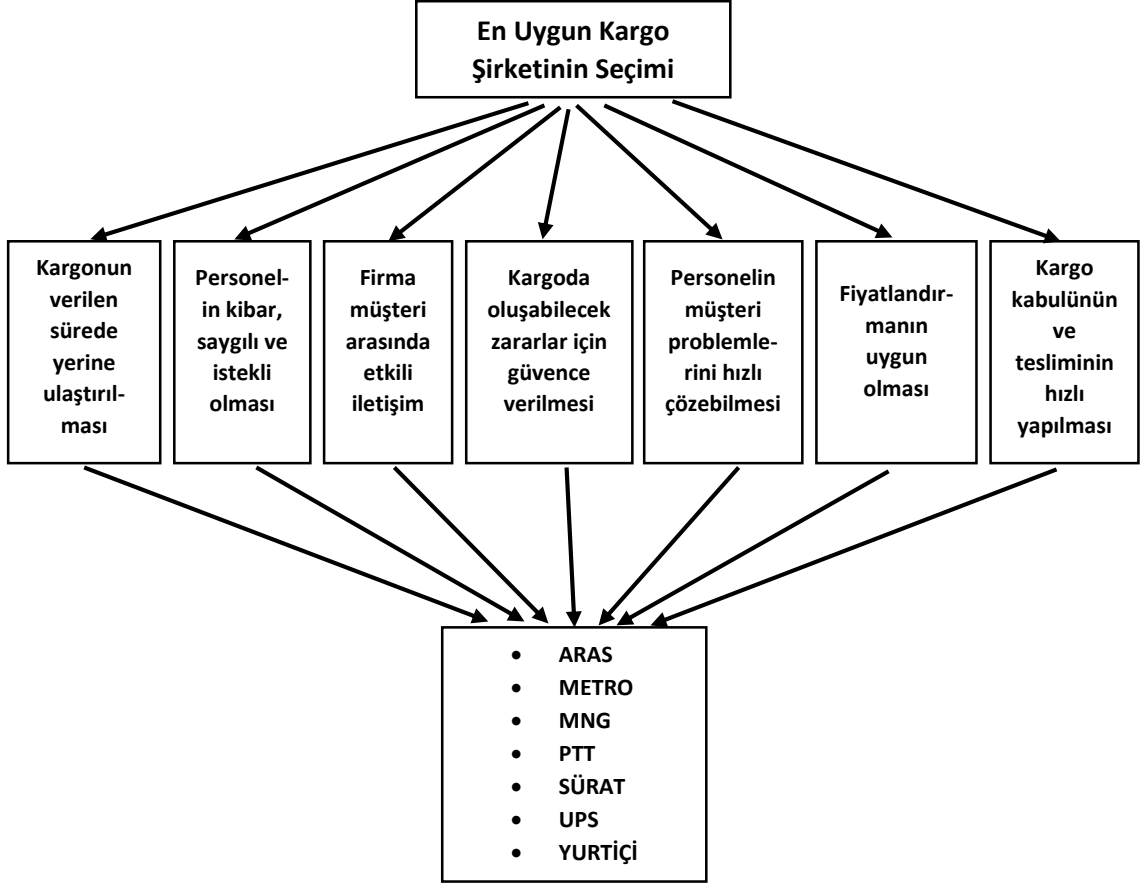 En Uygun Kargo
Şirketinin Seçimi
Kargonun
verilen
sürede
yerine
ulaştırıl-
ması
Personel-
in kibar,
saygılı ve
istekli
olması
Firma
müşteri
arasında
etkili
iletişim
Kargoda
oluşabilecek
zararlar için
güvence
verilmesi
Personelin
müşteri
problemle-
rini hızlı
çözebilmesi
Fiyatlandır-
manın
uygun
olması
Kargo
kabulünün
ve
tesliminin
hızlı
yapılması
• ARAS
• METRO
• MNG
• PTT
• SÜRAT
• UPS
• YURTİÇİ